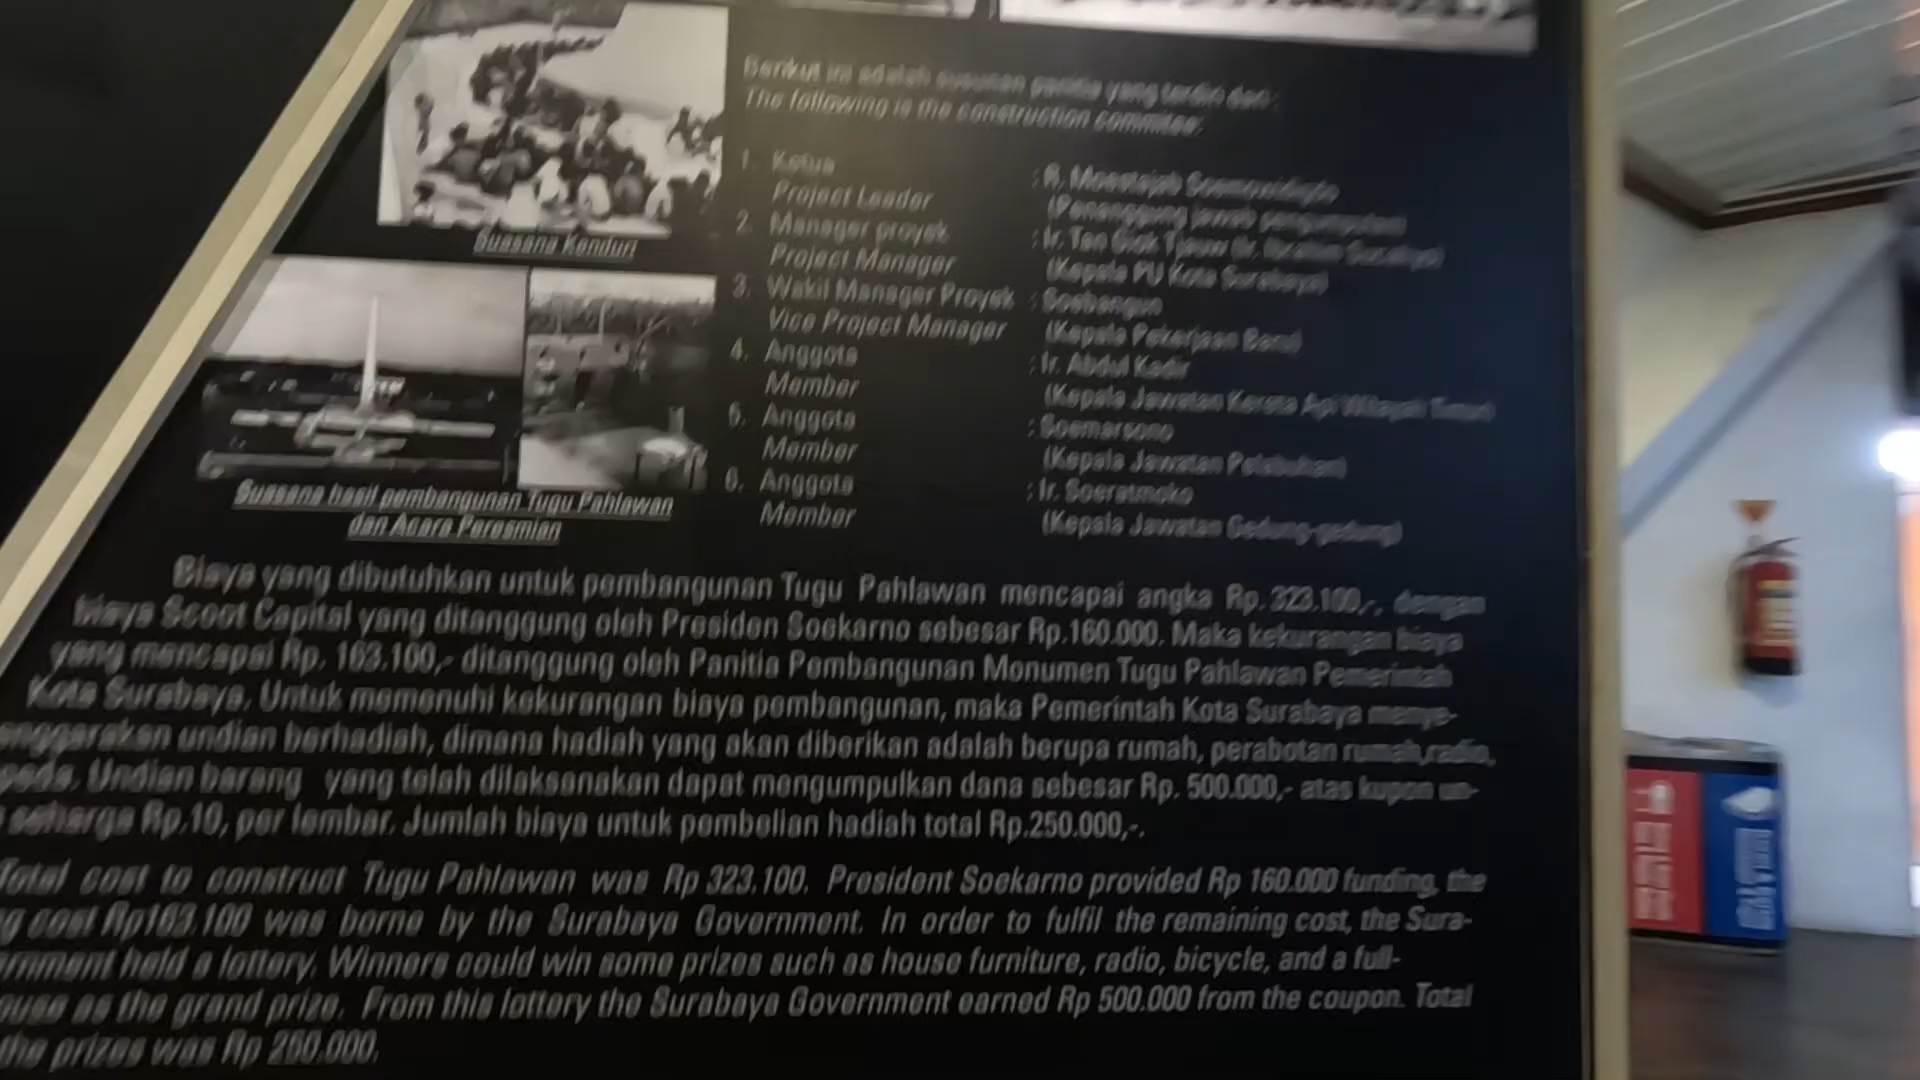 Berikut ini adalah susunan panitia yang terdiri dari :
The following is the construction committee:
Suasana Kenduri
1. Ketua : R. Moestajab Soemowidigdo
Project Leader (Penanggung jawab pengumpulan)
2. Manager proyek : Ir. Tan
Project Manager (Kepala PU Kota Surabaya)
3. Wakil Manager Proyek : Soebangun
Vice Project Manager (Kepala Pekerjaan Baru)
4. Anggota : Ir. Abdul Kadir
Member (Kepala Jawatan Kereta Api Wilayah Timur)
5. Anggota : Soemarsono
Member (Kepala Jawatan Pelabuhan)
6. Anggota : Ir. Soeratmoko
Member (Kepala Jawatan Gedung-gedung)
Suasana hasil pembangunan Tugu Pahlawan
dan Acara Peresmian
Biaya yang dibutuhkan untuk pembangunan Tugu Pahlawan mencapai angka Rp. 323.100,-, dengan
biaya Scoot Capital yang ditanggung oleh Presiden Soekarno sebesar Rp.160.000. Maka kekurangan biaya
yang mencapai Rp. 163.100,- ditanggung oleh Panitia Pembangunan Monumen Tugu Pahlawan Pemerintah
Kota Surabaya. Untuk memenuhi kekurangan biaya pembangunan, maka Pemerintah Kota Surabaya menye-
nggarakan undian berhadiah, dimana hadiah yang akan diberikan adalah berupa rumah, perabotan rumah,radio,
peda. Undian barang yang telah dilaksanakan dapat mengumpulkan dana sebesar Rp. 500.000,- atas kupon un-
seharga Rp.10, per lembar. Jumlah biaya untuk pembelian hadiah total Rp.250.000,-.
Total cost to construct Tugu Pahlawan was Rp 323.100. President Soekarno provided Rp 160.000 funding, the
g cost Rp163.100 was borne by the Surabaya Government. In order to fulfil the remaining cost, the Sura-
rnment held a lottery. Winners could win some prizes such as house furniture, radio, bicycle, and a full-
use as the grand prize. From this lottery the Surabaya Government earned Rp 500.000 from the coupon. Total
the prizes was Rp 250.000.